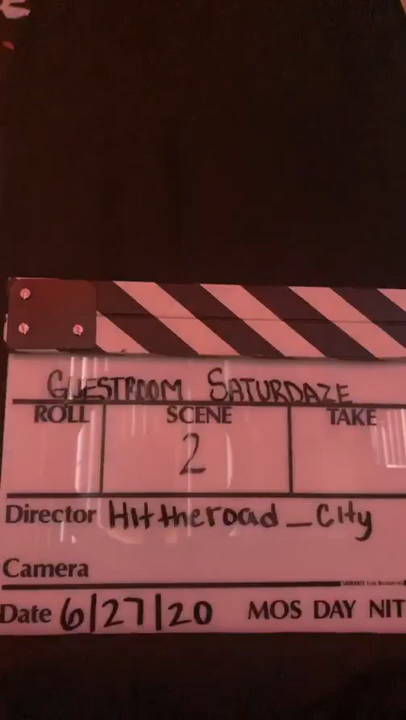 GUESTROOM SATURDAZE
ROLL SCENE TAKE
2
Director Hittheroad_City
Camera
Date 6/27/20 MOS DAY NIT